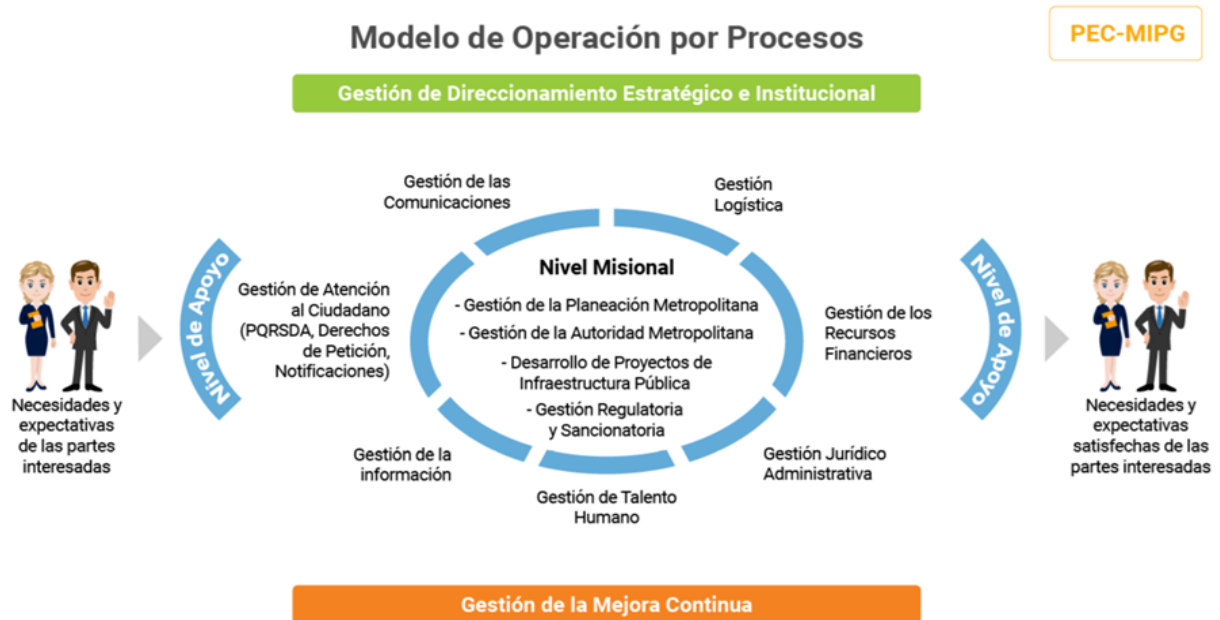 Modelo de Operación por Procesos
PEC-MIPG
Gestión de Direccionamiento Estratégico e Institucional
Gestión de las
Comunicaciones
Gestión
Logística
Nivel de Apoyo
Gestión de Atención
al Ciudadano
(PQRSDA, Derechos
de Petición,
Notificaciones)
Nivel Misional
- Gestión de la Planeación Metropolitana
- Gestión de la Autoridad Metropolitana
- Desarrollo de Proyectos de
Infraestructura Pública
- Gestión Regulatoria
y Sancionatoria
Gestión de los
Recursos
Financieros
Nivel de Apoyo
Necesidades y
expectativas
de las partes
interesadas
Necesidades y
expectativas
satisfechas de las
partes interesadas
Gestión de la
información
Gestión de Talento
Humano
Gestión Jurídico
Administrativa
Gestión de la Mejora Continua